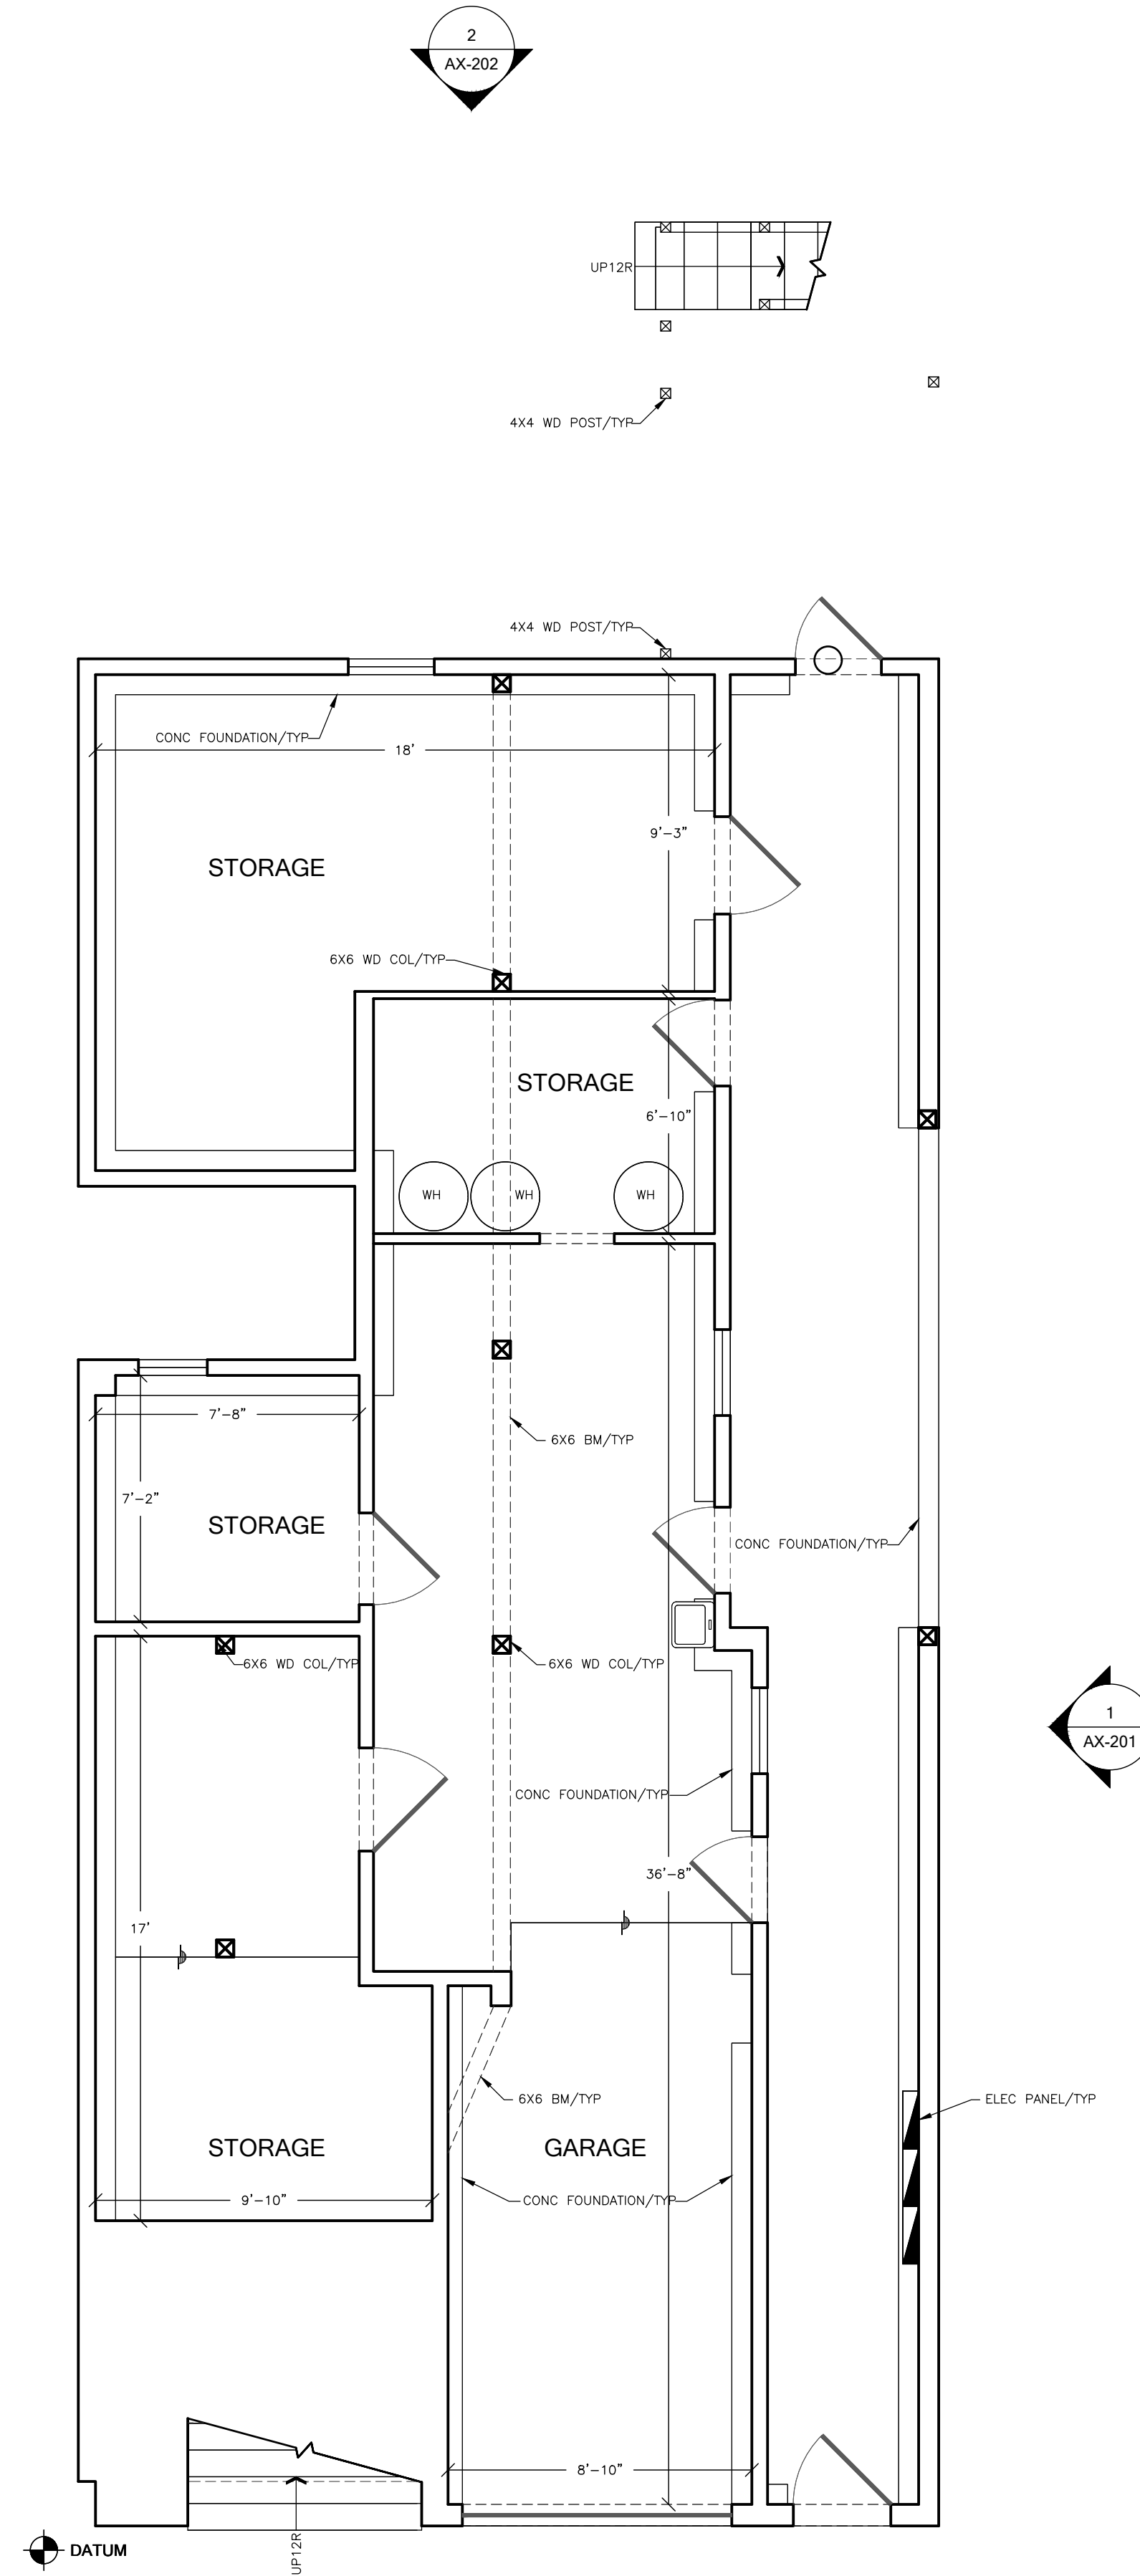 2
AX-202
UP12R
4X4 WD POST/TYP
4X4 WD POST/TYP
CONC FOUNDATION/TYP
18'
9'-3"
STORAGE
6X6 WD COL/TYP
STORAGE
6'-10"
WH
WH
WH
7'-8"
6X6 BM/TYP
7'-2"
STORAGE
CONC FOUNDATION/TYP
6X6 WD COL/TYP
6X6 WD COL/TYP
1
AX-201
CONC FOUNDATION/TYP
36'-8"
17'
6X6 BM/TYP
ELEC PANEL/TYP
STORAGE
GARAGE
9'-10"
CONC FOUNDATION/TYP
8'-10"
UP12R
DATUM